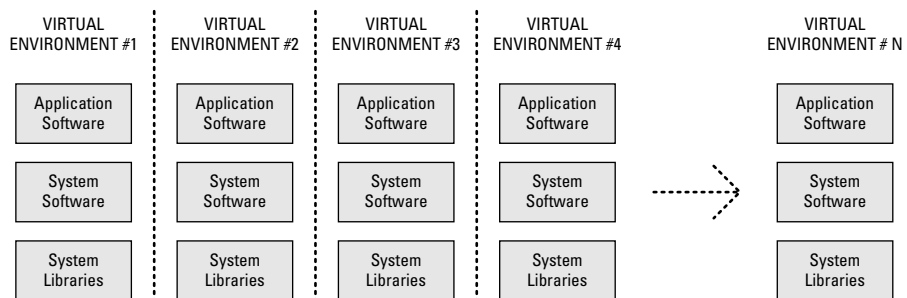 VIRTUAL
ENVIRONMENT #1
VIRTUAL
ENVIRONMENT #2
VIRTUAL
ENVIRONMENT #3
VIRTUAL
ENVIRONMENT #4
VIRTUAL
ENVIRONMENT # N
Application
Software
Application
Software
Application
Software
Application
Software
Application
Software
System
Software
System
Software
System
Software
System
Software
System
Software
System
Libraries
System
Libraries
System
Libraries
System
Libraries
System
Libraries